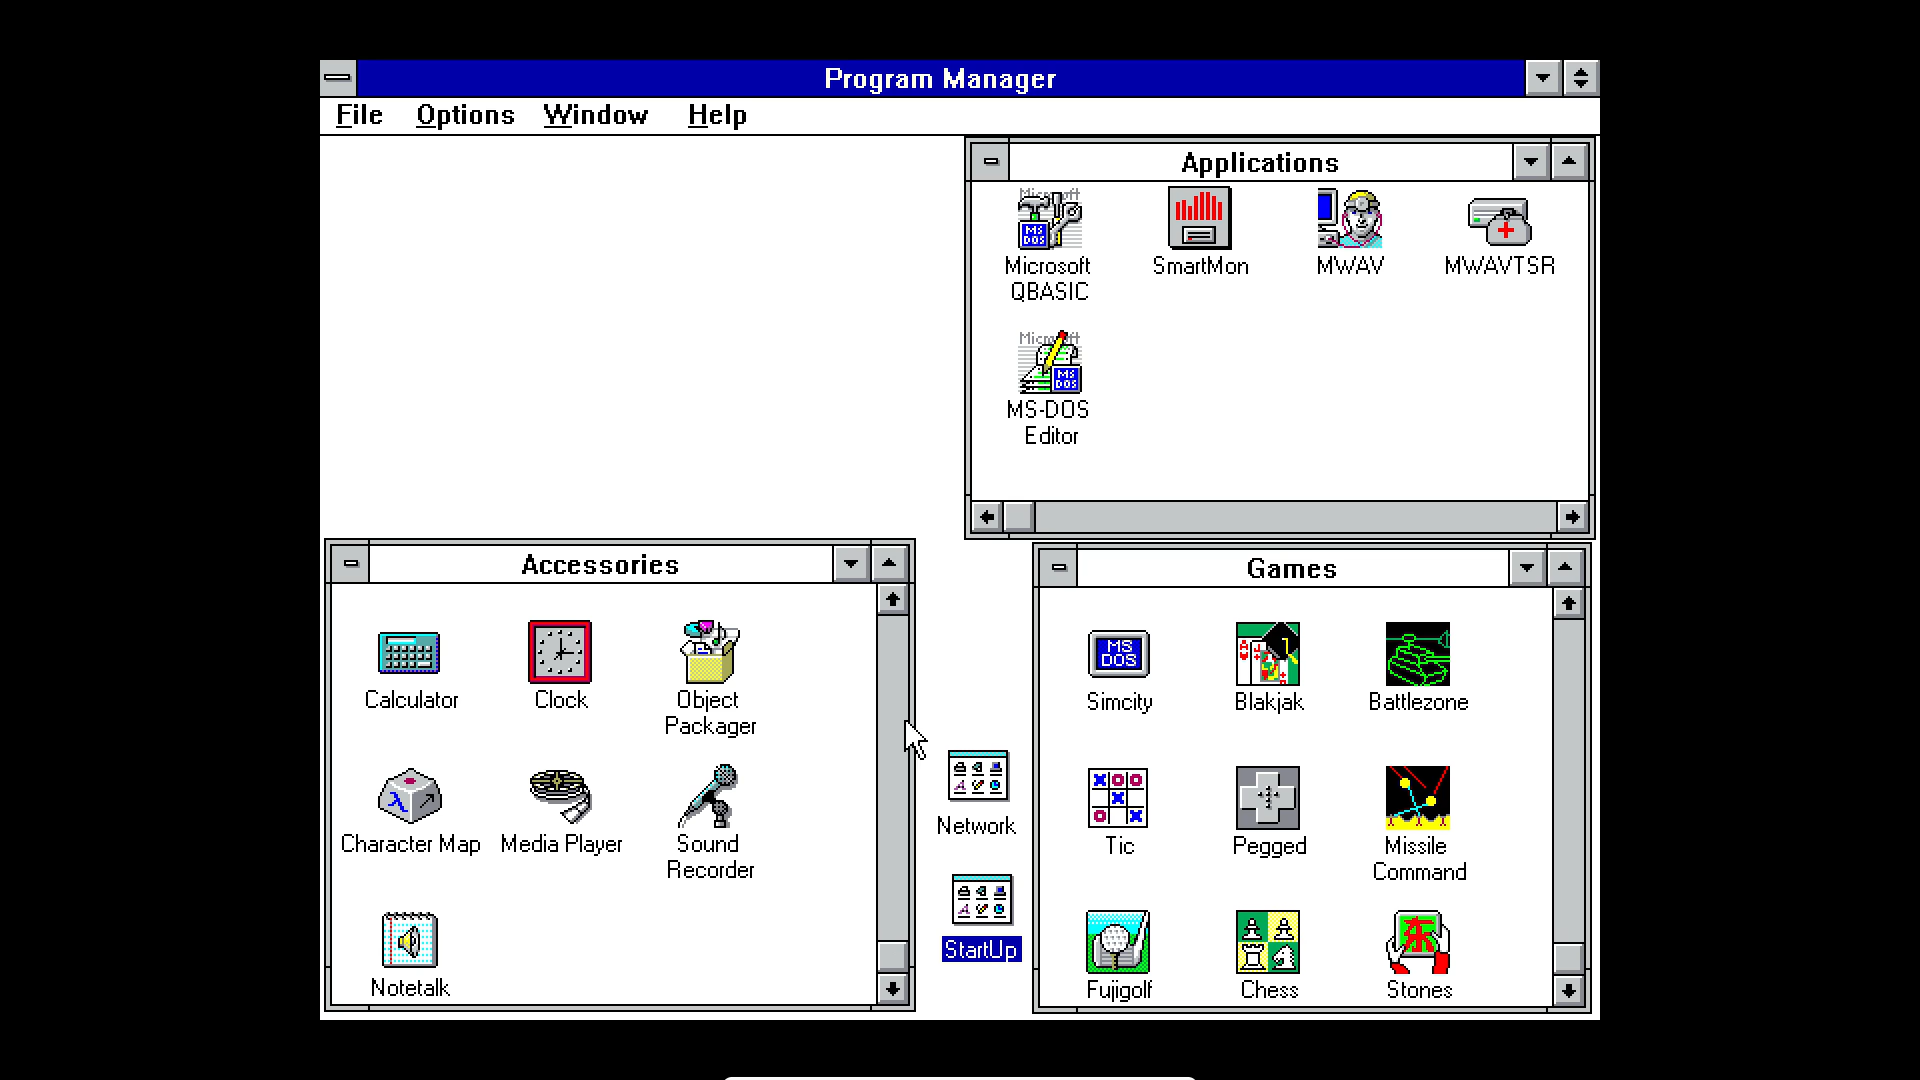 Program Manager
File Options Window Help
Applications
Microsoft
QBASIC
SmartMon
MWAV
MWAVTSR
MS-DOS
Editor
Accessories
Calculator
Clock
Object
Packager
Character Map
Media Player
Sound
Recorder
Notetalk
Network
StartUp
Games
MS
DOS
Simcity
Blakjak
Battlezone
Tic
Pegged
Missile
Command
Fujigolf
Chess
Stones